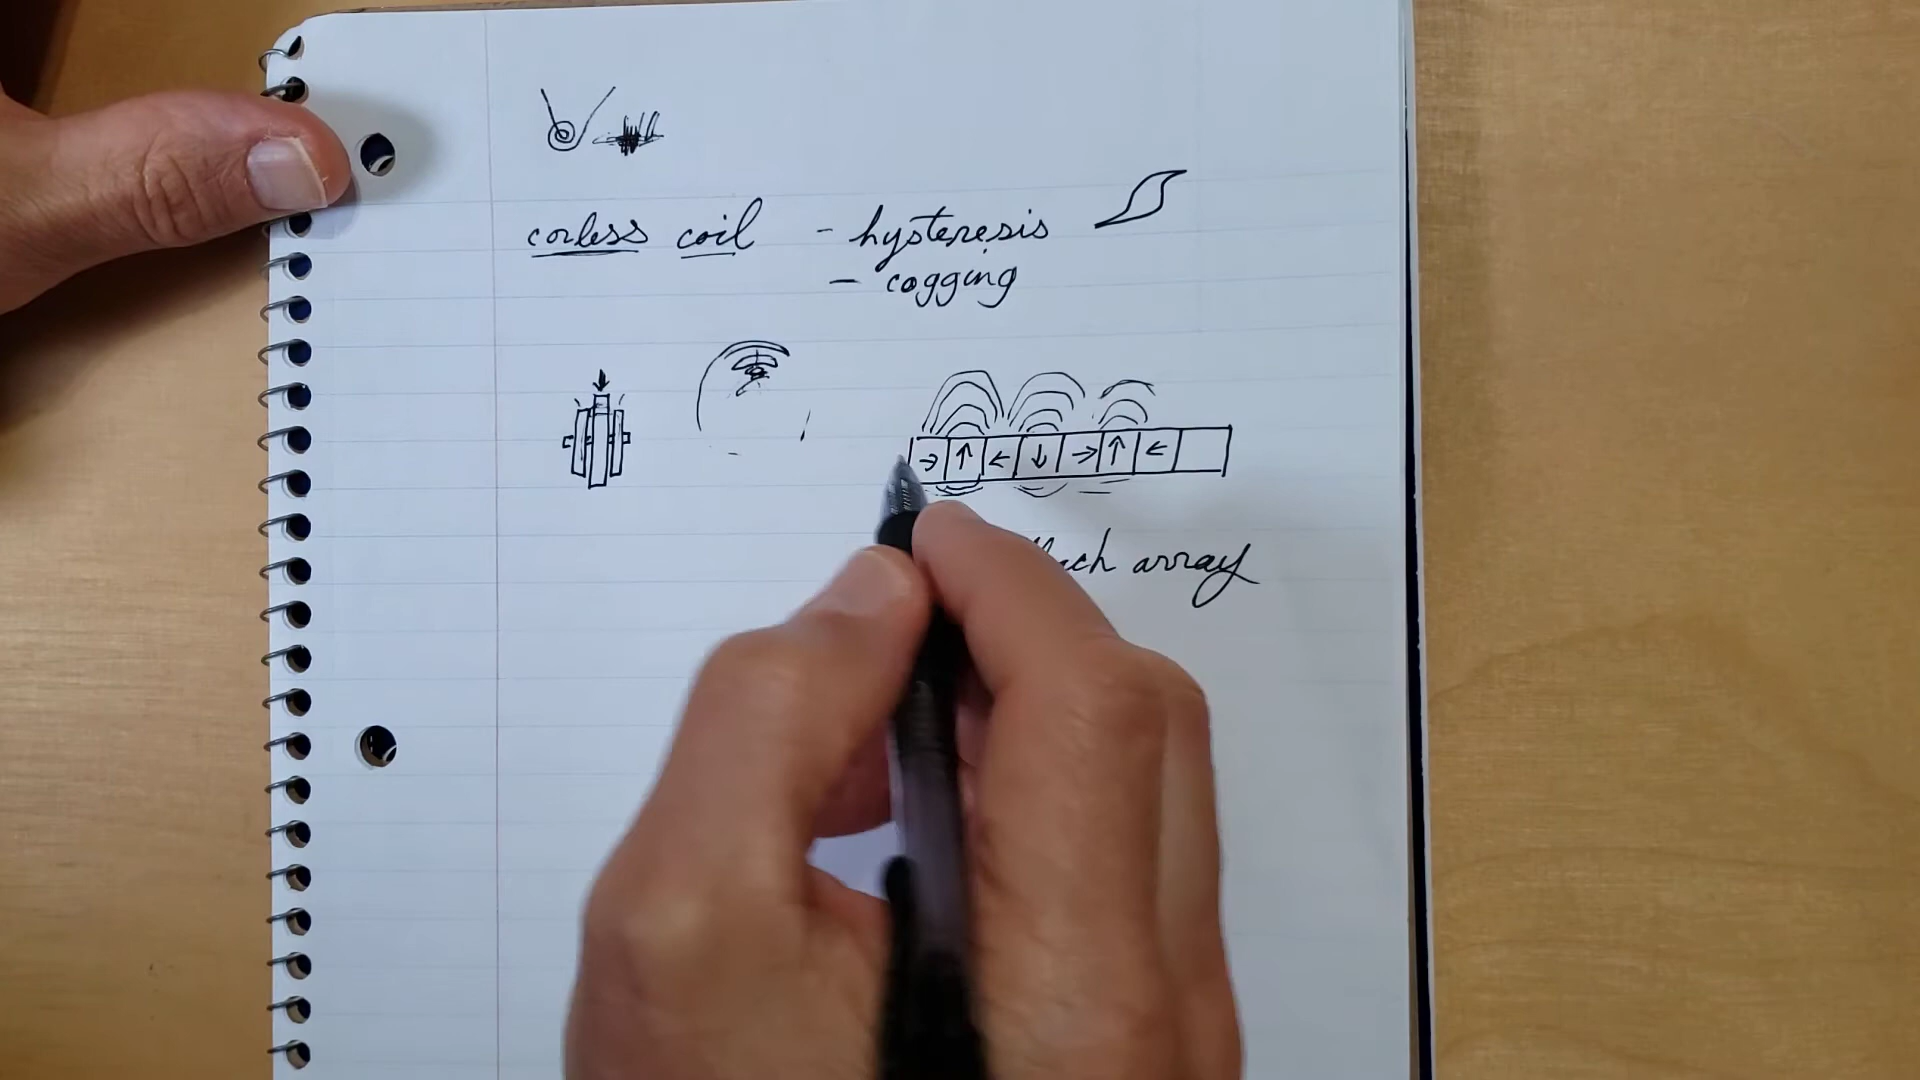 corless coil - hysteresis
- cogging
array